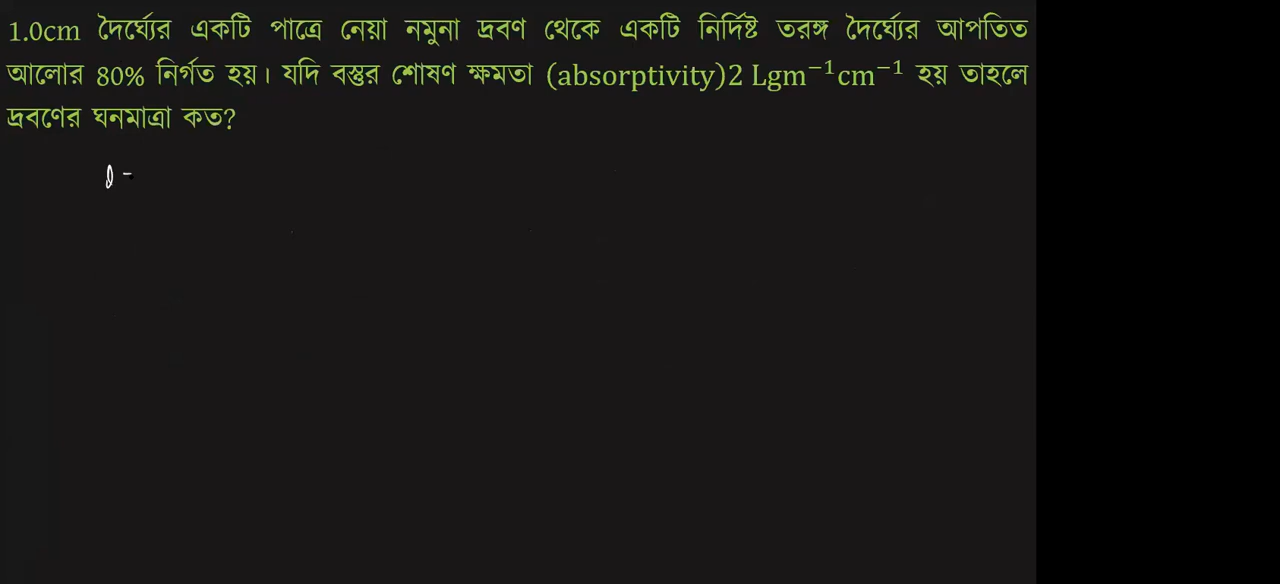 1.0cm দৈর্ঘ্যের একটি পাত্রে নেয়া নমুনা দ্রবণ থেকে একটি নির্দিষ্ট তরঙ্গ দৈর্ঘ্যের আপতিত
আলোর 80% নির্গত হয়। যদি বস্তুর শোষণ ক্ষমতা (absorptivity)2 Lgm⁻¹cm⁻¹ হয় তাহলে
দ্রবণের ঘনমাত্রা কত?
l =